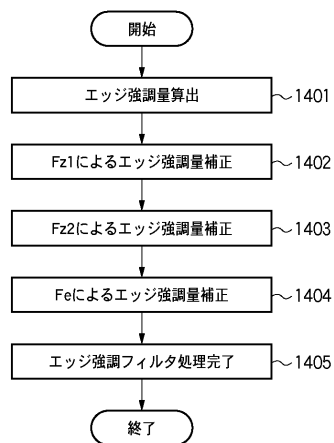 開始
エッジ強調量算出 1401
Fz1によるエッジ強調量補正 1402
Fz2によるエッジ強調量補正 1403
Feによるエッジ強調量補正 1404
エッジ強調フィルタ処理完了 1405
終了